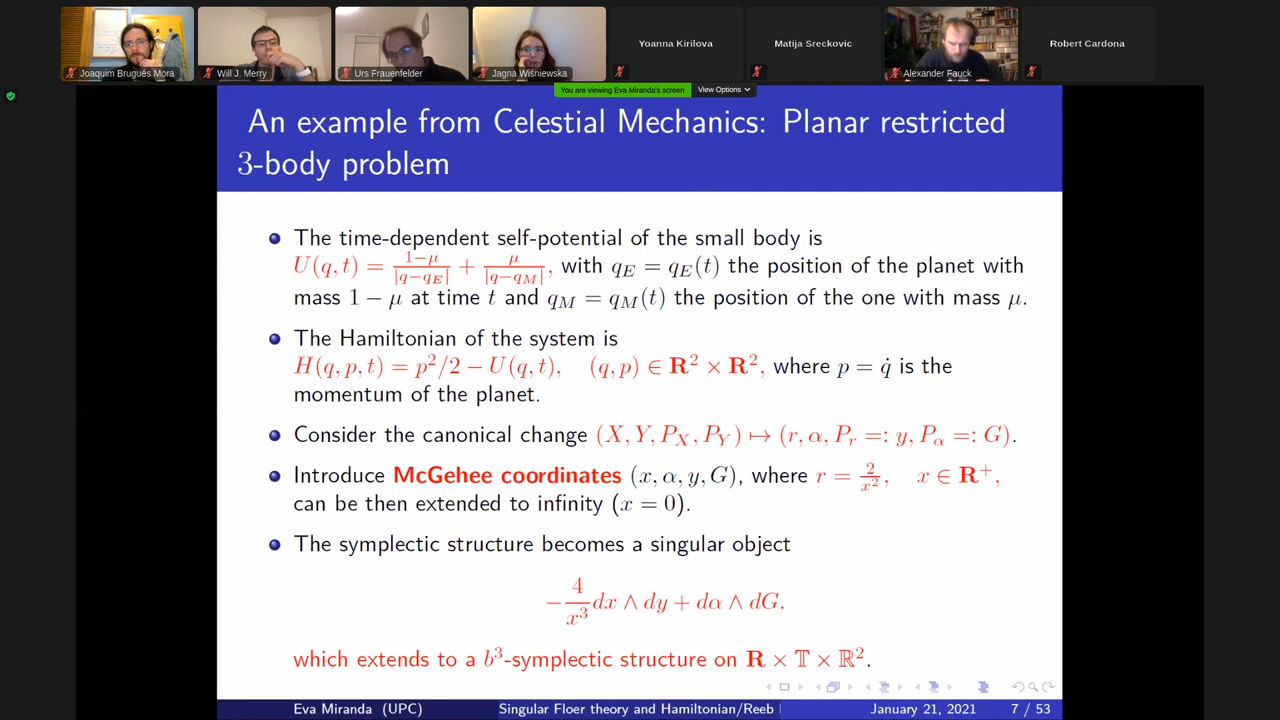 Joaquim Brugués Mora
Will J. Merry
Urs Frauenfelder
Jagna Wiśniewska
Yoanna Kirilova
Matija Sreckovic
Alexander Fauck
Robert Cardona
You are viewing Eva Miranda's screen
View Options
An example from Celestial Mechanics: Planar restricted
3-body problem
The time-dependent self-potential of the small body is
U(q, t) = \frac{1−μ}{|q−q_E|} + \frac{μ}{|q−q_M|}, with q_E = q_E(t) the position of the planet with
mass 1 − μ at time t and q_M = q_M(t) the position of the one with mass μ.
The Hamiltonian of the system is
H(q, p, t) = p²/2 − U(q, t), (q, p) ∈ R² × R², where p = q̇ is the
momentum of the planet.
Consider the canonical change (X, Y, P_X, P_Y) ↦ (r, α, P_r =: y, P_α =: G).
Introduce McGehee coordinates (x, α, y, G), where r = \frac{2}{x²}, x ∈ R⁺,
can be then extended to infinity (x = 0).
The symplectic structure becomes a singular object
−\frac{4}{x³}dx ∧ dy + dα ∧ dG.
which extends to a b³-symplectic structure on R × 𝕋 × ℝ².
Eva Miranda (UPC)
Singular Floer theory and Hamiltonian/Reeb
January 21, 2021
7 / 53